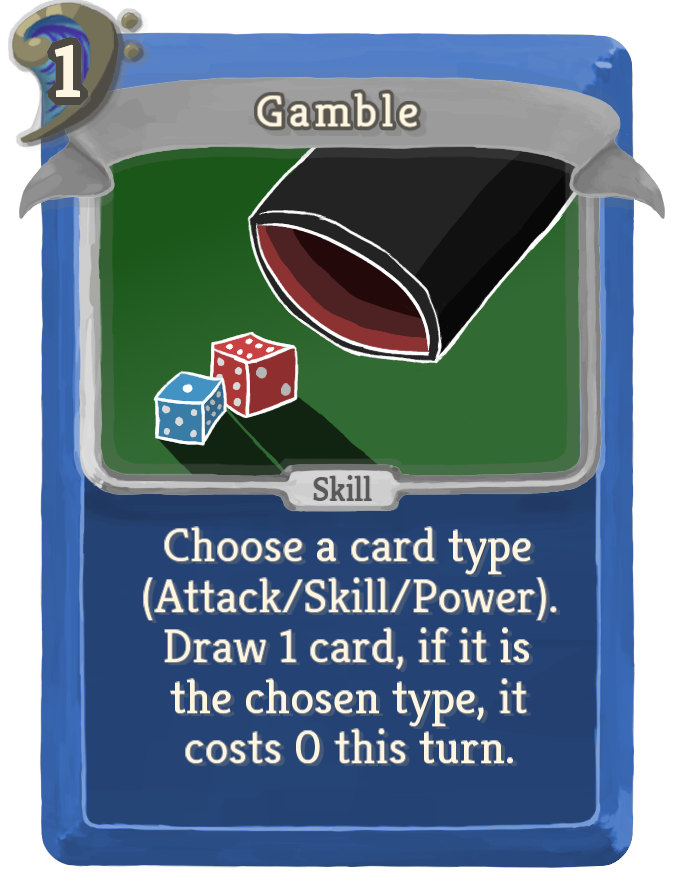 1
Gamble
Skill
Choose a card type
(Attack/Skill/Power).
Draw 1 card, if it is
the chosen type, it
costs 0 this turn.